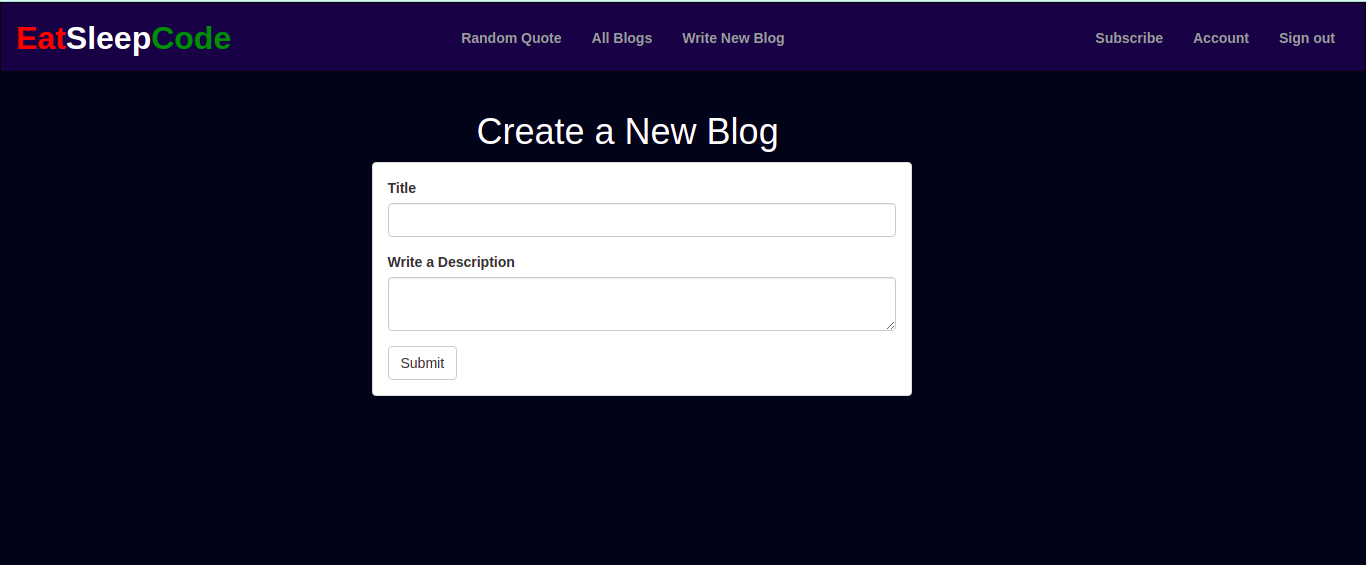 EatSleepCode Random Quote All Blogs Write New Blog Subscribe Account Sign out
Create a New Blog
Title
Write a Description
Submit